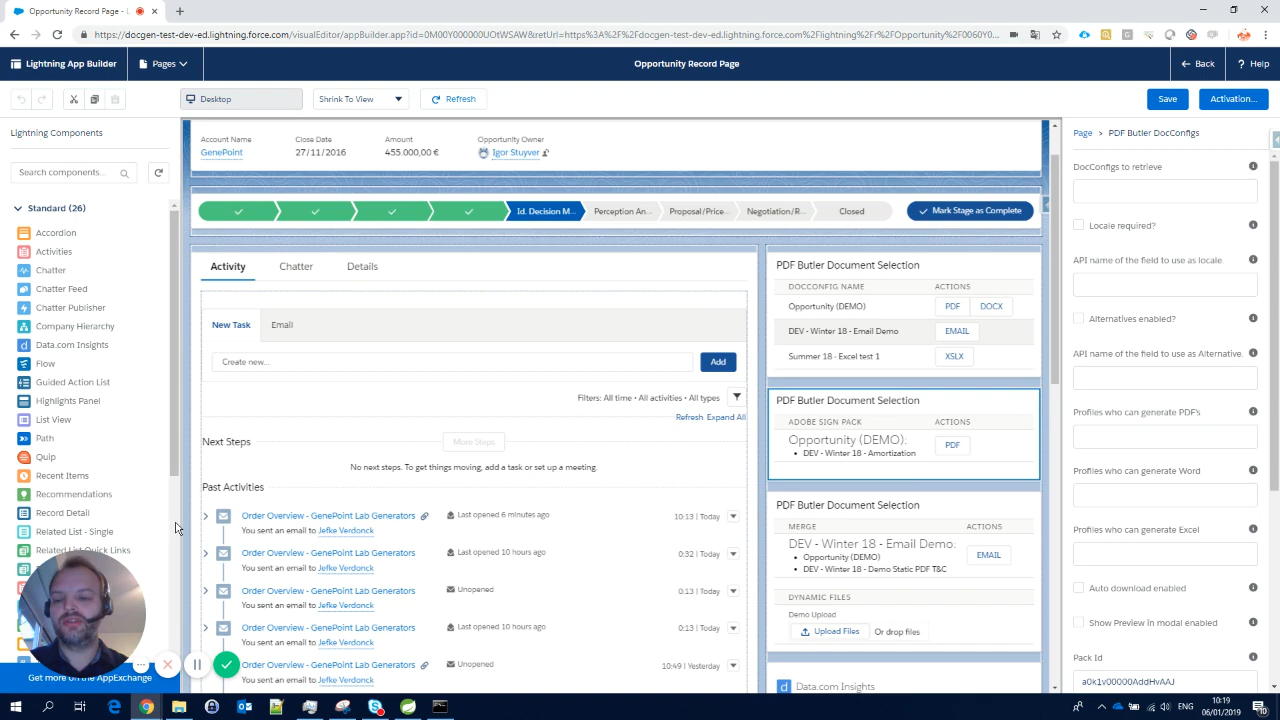 Opportunity Record Page - L
https://docgen-test-dev-ed.lightning.force.com/visualEditor/appBuilder.app?id=0M00Y000000UOtWSAW&retUrl=https%3A%2F%2Fdocgen-test-dev-ed.lightning.force.com%2Flightning%2Fr%2FOpportunity%2F0060Y0...
Lightning App Builder
Pages
Opportunity Record Page
Back
? Help
Desktop
Shrink To View
Refresh
Save
Activation...
Lightning Components
Search components...
Standard (26)
Accordion
Activities
Chatter
Chatter Feed
Chatter Publisher
Company Hierarchy
Data.com Insights
Flow
Guided Action List
Highlights Panel
List View
Path
Quip
Recent Items
Recommendations
Record Detail
Related List - Single
Related List Quick Links
Get more on the AppExchange
Account Name
Close Date
Amount
Opportunity Owner
GenePoint
27/11/2016
455.000,00 €
Igor Stuyver
Id. Decision M...
Perception An...
Proposal/Price...
Negotiation/R...
Closed
Mark Stage as Complete
Activity
Chatter
Details
New Task
Email
Create new...
Add
Filters: All time • All activities • All types
Refresh Expand All
Next Steps
More Steps
No next steps. To get things moving, add a task or set up a meeting.
Past Activities
Order Overview - GenePoint Lab Generators
Last opened 6 minutes ago
10:13 | Today
You sent an email to Jefke Verdonck
Order Overview - GenePoint Lab Generators
Last opened 10 hours ago
0:32 | Today
You sent an email to Jefke Verdonck
Order Overview - GenePoint Lab Generators
Unopened
0:13 | Today
You sent an email to Jefke Verdonck
Order Overview - GenePoint Lab Generators
Last opened 10 hours ago
0:13 | Today
You sent an email to Jefke Verdonck
Order Overview - GenePoint Lab Generators
Unopened
10:49 | Yesterday
You sent an email to Jefke Verdonck
PDF Butler Document Selection
DOCCONFIG NAME
ACTIONS
Opportunity (DEMO)
PDF
DOCX
DEV - Winter 18 - Email Demo
EMAIL
Summer 18 - Excel test 1
XSLX
PDF Butler Document Selection
ADOBE SIGN PACK
ACTIONS
Opportunity (DEMO):
• DEV - Winter 18 - Amortization
PDF
PDF Butler Document Selection
MERGE
ACTIONS
DEV - Winter 18 - Email Demo:
• Opportunity (DEMO)
• DEV - Winter 18 - Demo Static PDF T&C
EMAIL
DYNAMIC FILES
Demo Upload
Upload Files
Or drop files
Data.com Insights
Page > PDF Butler DocConfigs
DocConfigs to retrieve
Locale required?
API name of the field to use as locale.
Alternatives enabled?
API name of the field to use as Alternative.
Profiles who can generate PDF's
Profiles who can generate Word
Profiles who can generate Excel
Auto download enabled
Show Preview in modal enabled
Pack Id
a0k1v00000AddHvAAJ
ENG
10:19
06/01/2019